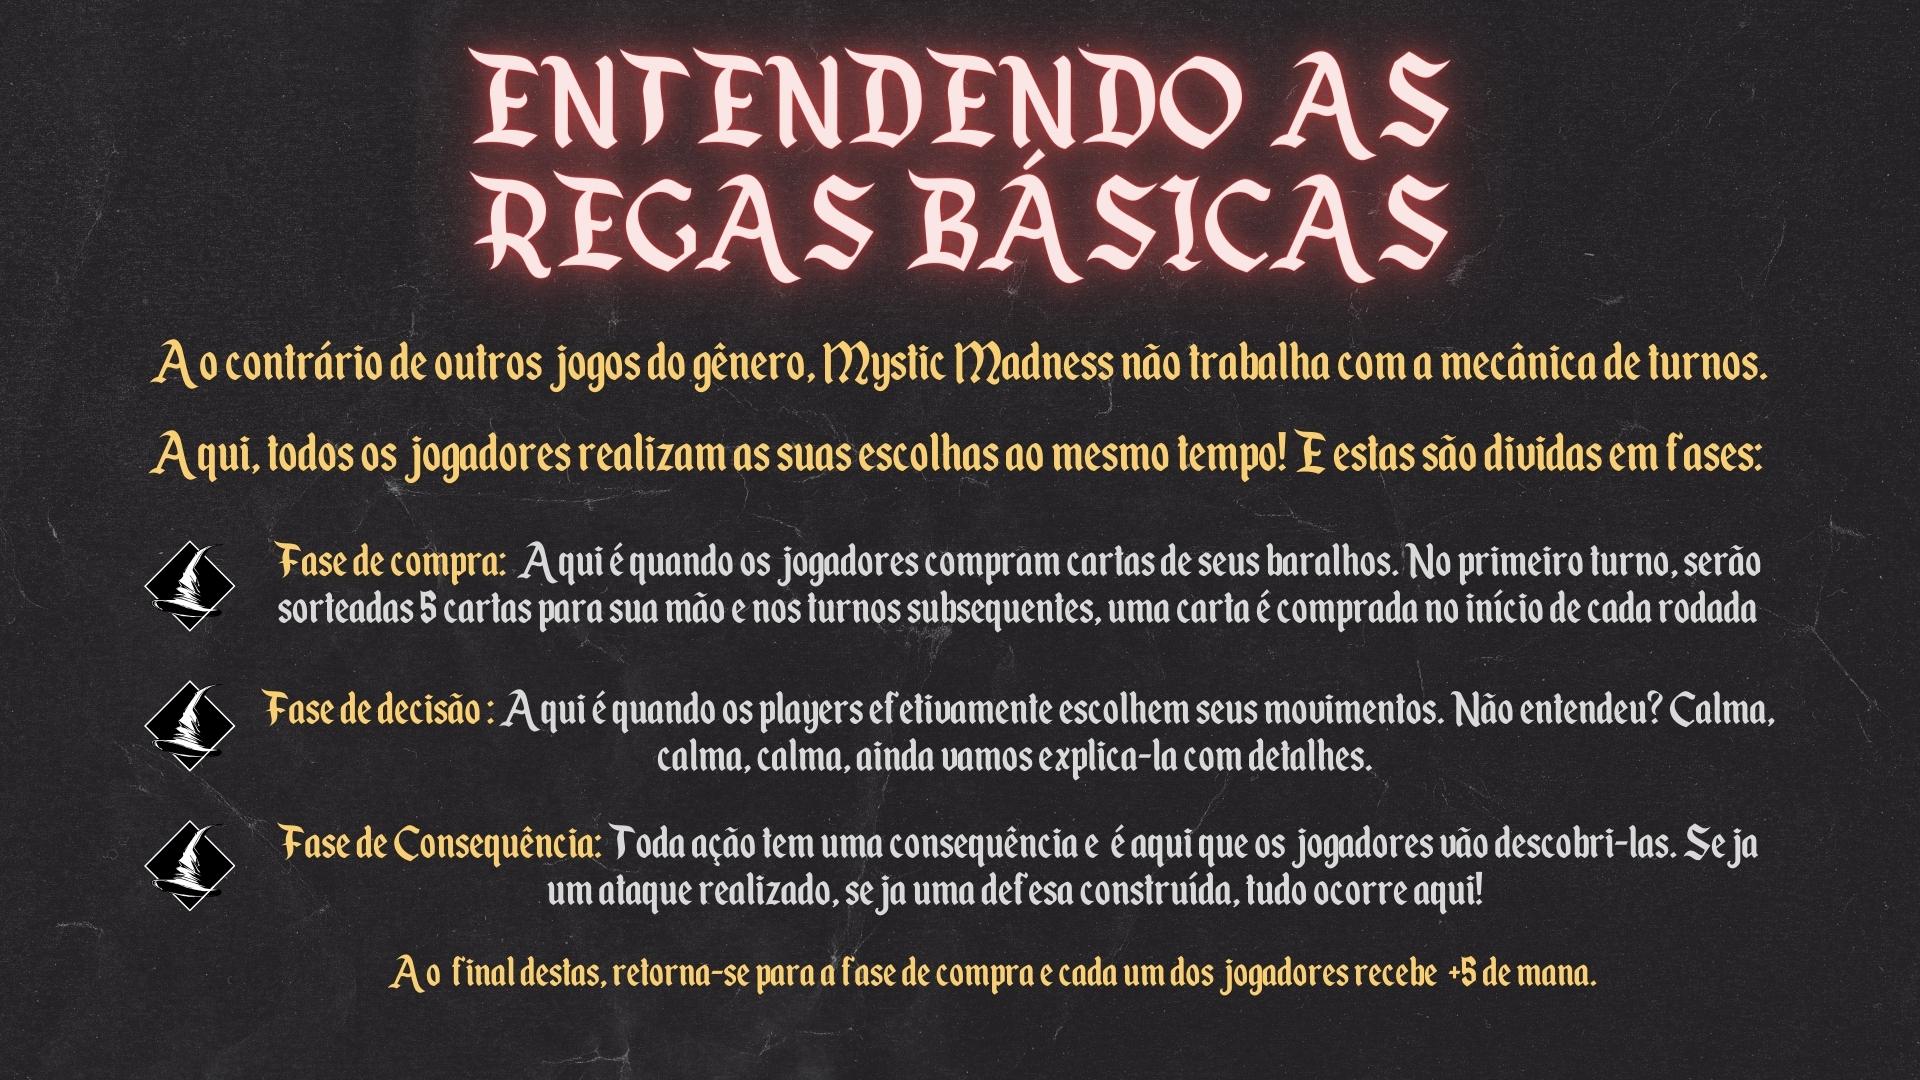 ENTENDENDO AS
REGAS BÁSICAS
Ao contrário de outros jogos do gênero, Mystic Madness não trabalha com a mecânica de turnos.
Aqui, todos os jogadores realizam as suas escolhas ao mesmo tempo! E estas são dividas em fases:
Fase de compra: Aqui é quando os jogadores compram cartas de seus baralhos. No primeiro turno, serão
sorteadas 5 cartas para sua mão e nos turnos subsequentes, uma carta é comprada no início de cada rodada
Fase de decisão : Aqui é quando os players efetivamente escolhem seus movimentos. Não entendeu? Calma,
calma, calma, ainda vamos explica-la com detalhes.
Fase de Consequência: Toda ação tem uma consequência e é aqui que os jogadores vão descobri-las. Seja
um ataque realizado, seja uma defesa construída, tudo ocorre aqui!
Ao final destas, retorna-se para a fase de compra e cada um dos jogadores recebe +5 de mana.